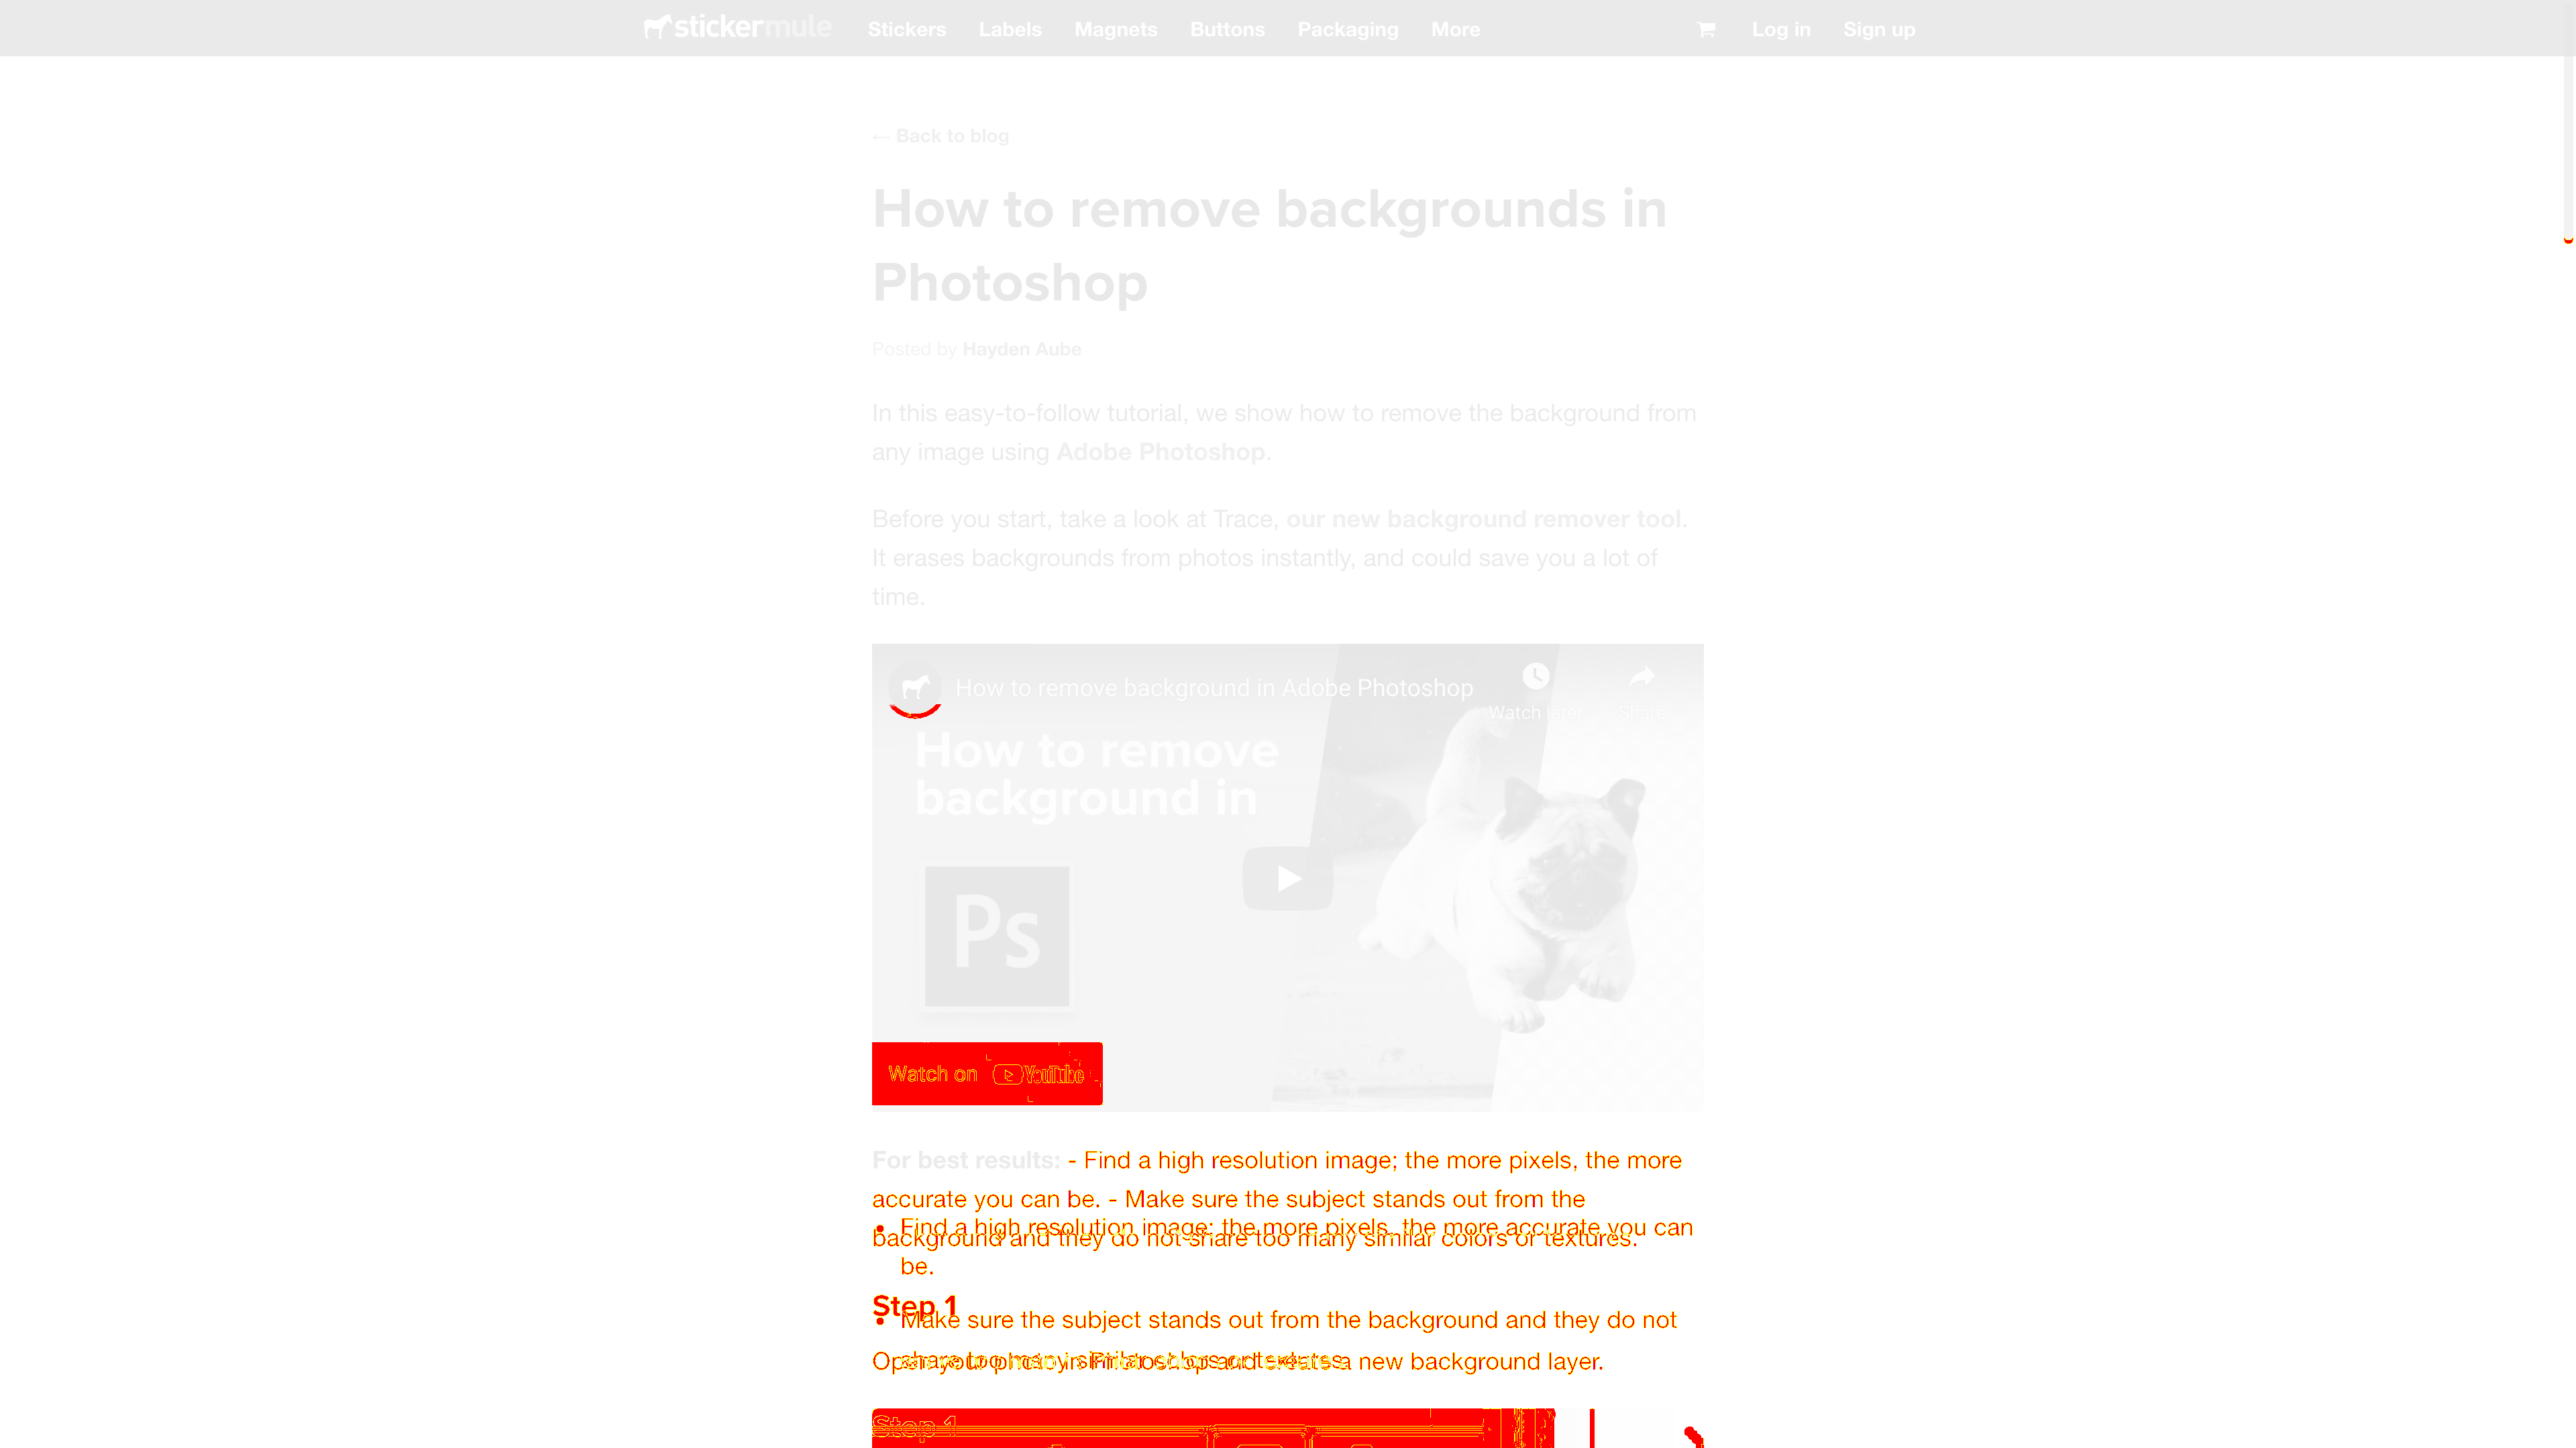 stickermule Stickers Labels Magnets Buttons Packaging More Log in Sign up
← Back to blog
How to remove backgrounds in
Photoshop
Posted by Hayden Aube
In this easy-to-follow tutorial, we show how to remove the background from
any image using Adobe Photoshop.
Before you start, take a look at Trace, our new background remover tool.
It erases backgrounds from photos instantly, and could save you a lot of
time.
How to remove background in Adobe Photoshop
Watch later Share
How to remove
background in
Ps
Watch on YouTube
For best results: - Find a high resolution image; the more pixels, the more
accurate you can be. - Make sure the subject stands out from the
• Find a high resolution image; the more pixels, the more accurate you can
background and they do not share too many similar colors or textures.
be.
Step 1
• Make sure the subject stands out from the background and they do not
Open your photo in Photoshop and create a new background layer.
share too many similar colors or textures.
Step 1